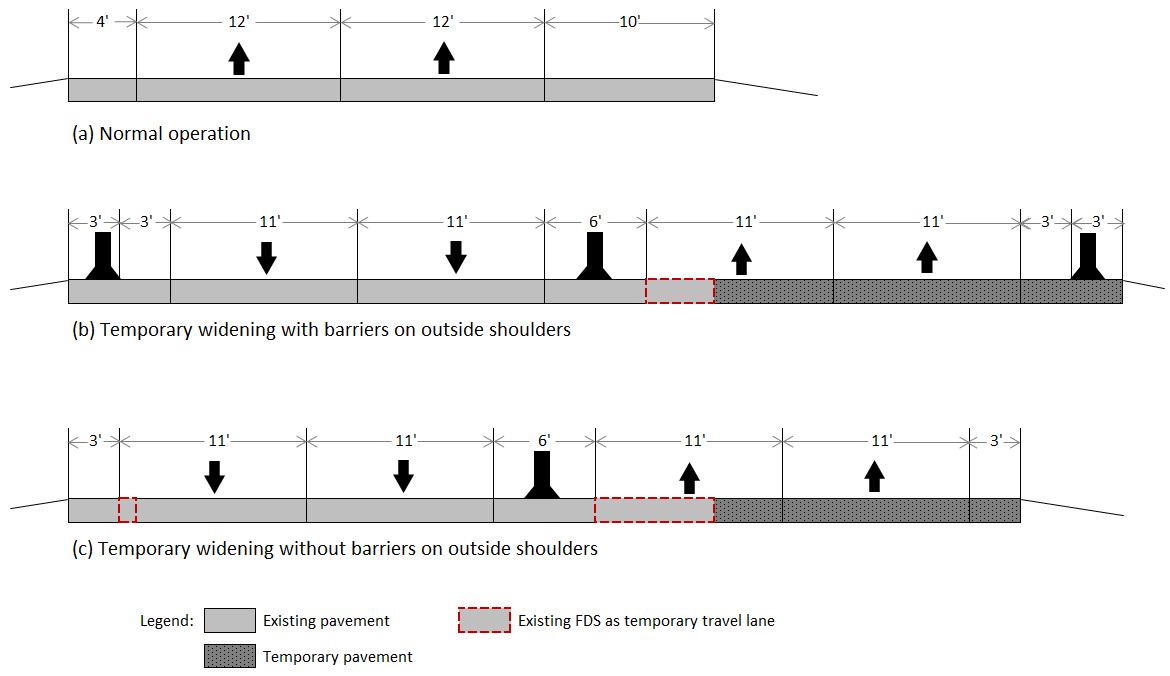 4' 12' 12' 10'
(a) Normal operation
3' 3' 11' 11' 6' 11' 11' 3' 3'
(b) Temporary widening with barriers on outside shoulders
3' 11' 11' 6' 11' 11' 3'
(c) Temporary widening without barriers on outside shoulders
Legend: Existing pavement Existing FDS as temporary travel lane
Temporary pavement